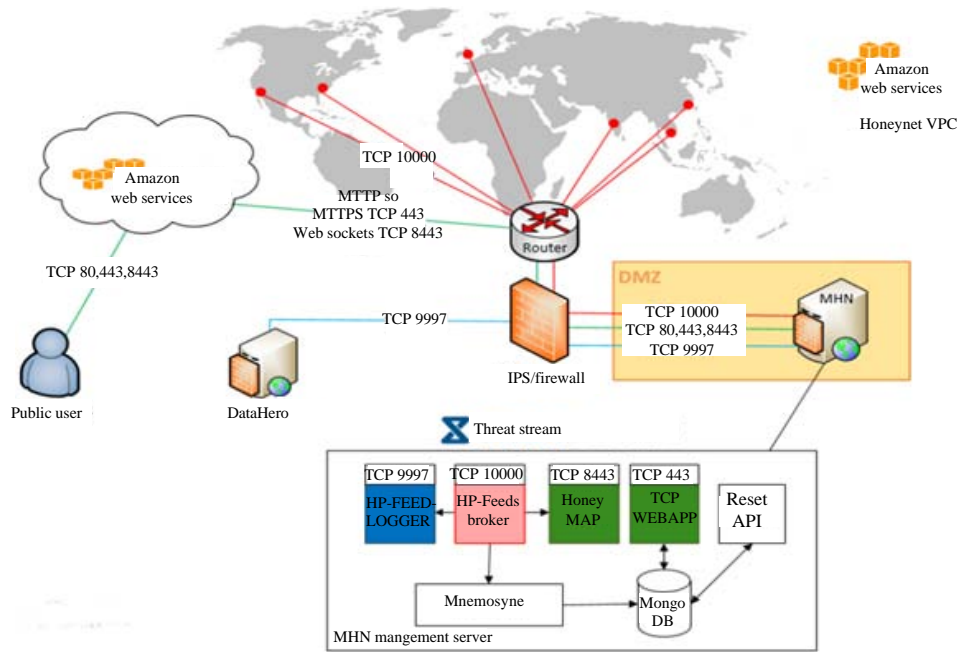 Amazon
web services
Honeynet VPC
Amazon
web services
TCP 10000
MTTP so
MTTPS TCP 443
Web sockets TCP 8443
Router
TCP 80,443,8443
DMZ
MHN
TCP 10000
TCP 80,443,8443
TCP 9997
TCP 9997
IPS/firewall
Public user
DataHero
Threat stream
TCP 9997
TCP 10000
TCP 8443
TCP 443
HP-FEED-
LOGGER
HP-Feeds
broker
Honey
MAP
TCP
WEBAPP
Reset
API
Mnemosyne
Mongo
DB
MHN mangement server